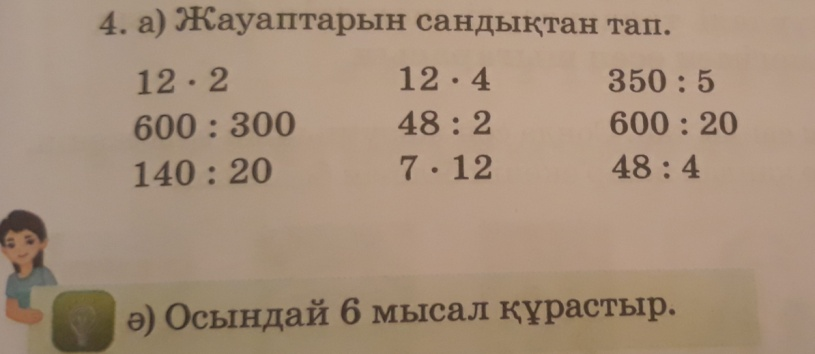 4. а) Жауаптарын сандықтан тап.
12 · 2 12 · 4 350 : 5
600 : 300 48 : 2 600 : 20
140 : 20 7 · 12 48 : 4
ә) Осындай 6 мысал құрастыр.